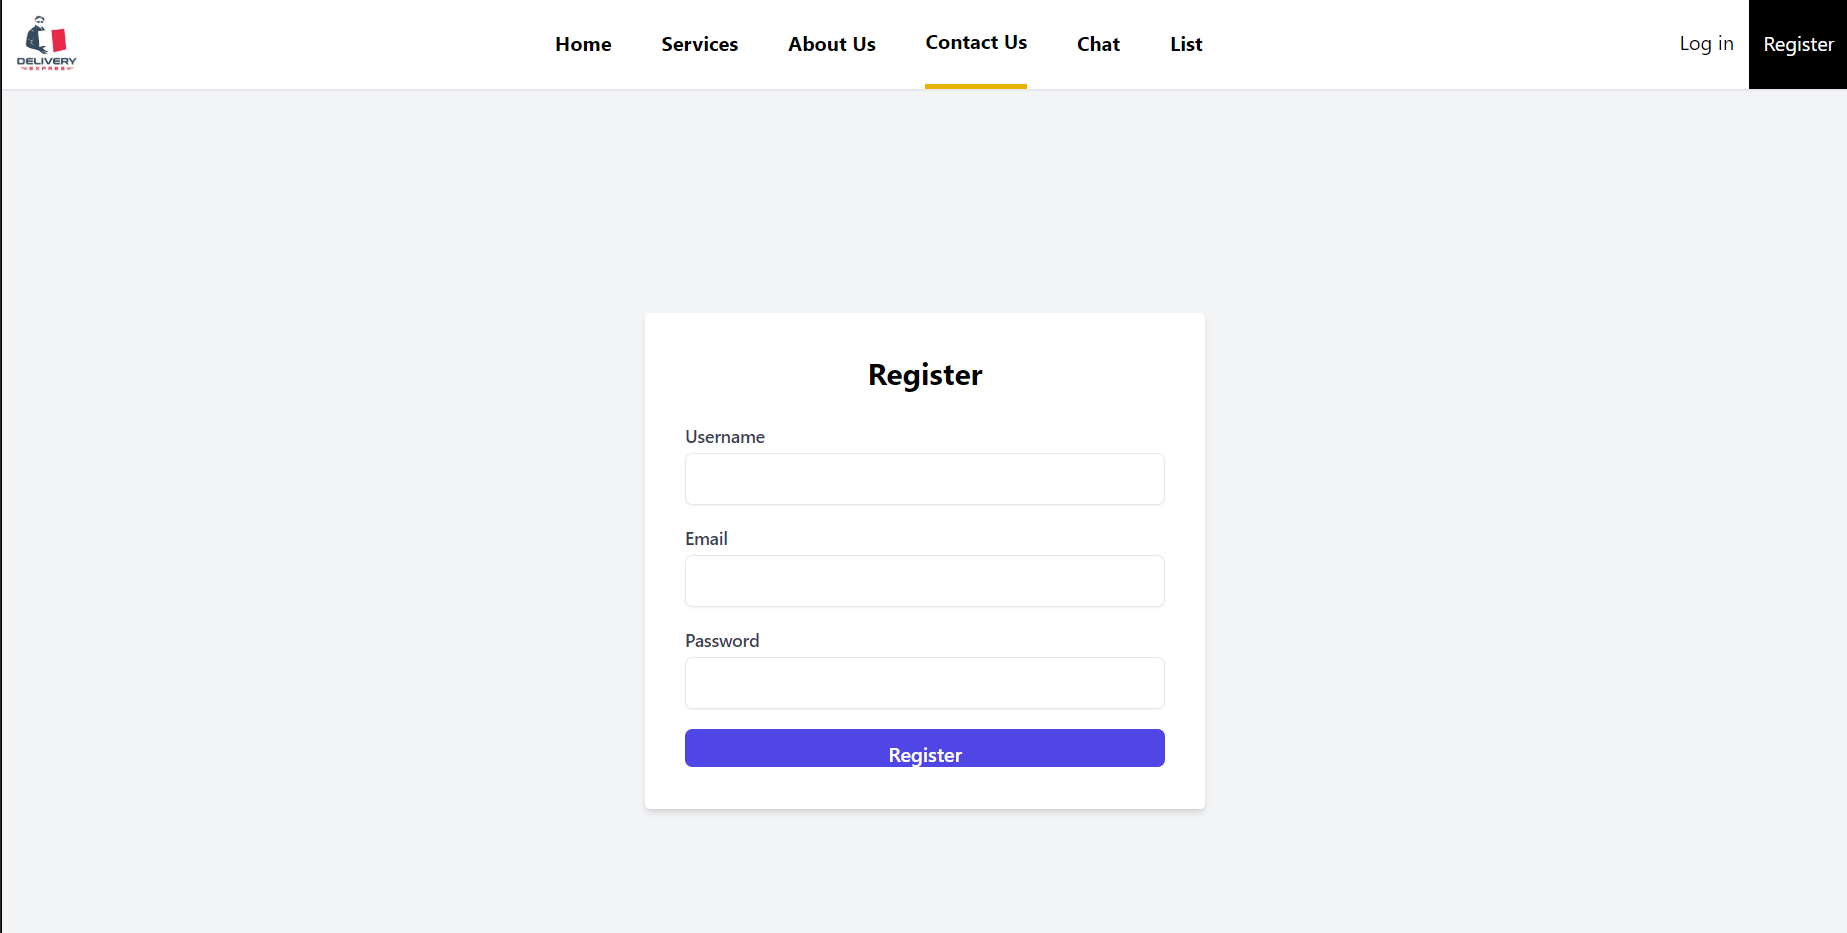 DELIVERY
EXPRESS
Home
Services
About Us
Contact Us
Chat
List
Log in
Register
Register
Username
Email
Password
Register